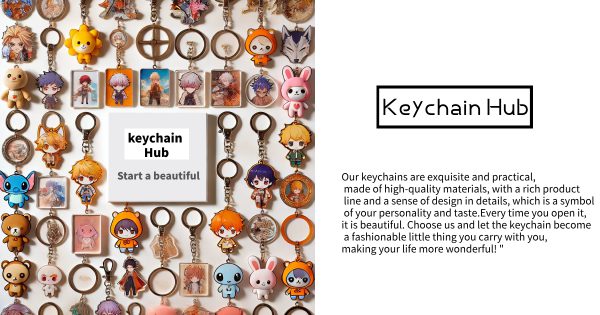 keychain
Hub
Start a beautiful
Keychain Hub
Our keychains are exquisite and practical,
made of high-quality materials, with a rich product
line and a sense of design in details, which is a symbol
of your personality and taste.Every time you open it,
it is beautiful. Choose us and let the keychain become
a fashionable little thing you carry with you,
making your life more wonderful! "